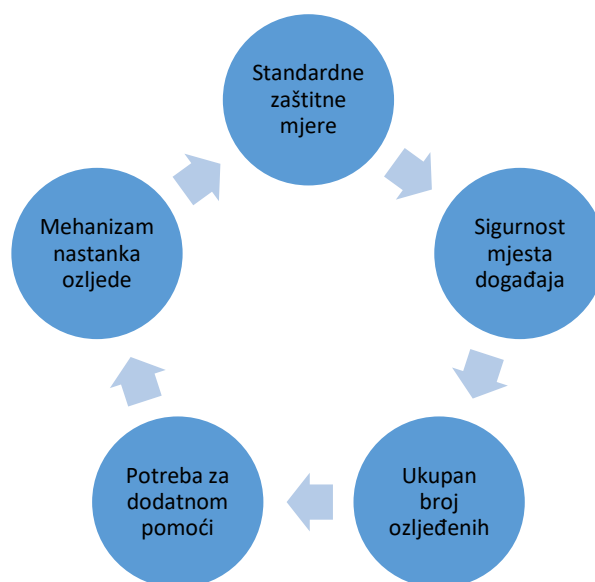 Standardne
zaštitne
mjere
Sigurnost
mjesta
događaja
Ukupan
broj
ozljeđenih
Potreba za
dodatnom
pomoći
Mehanizam
nastanka
ozljede